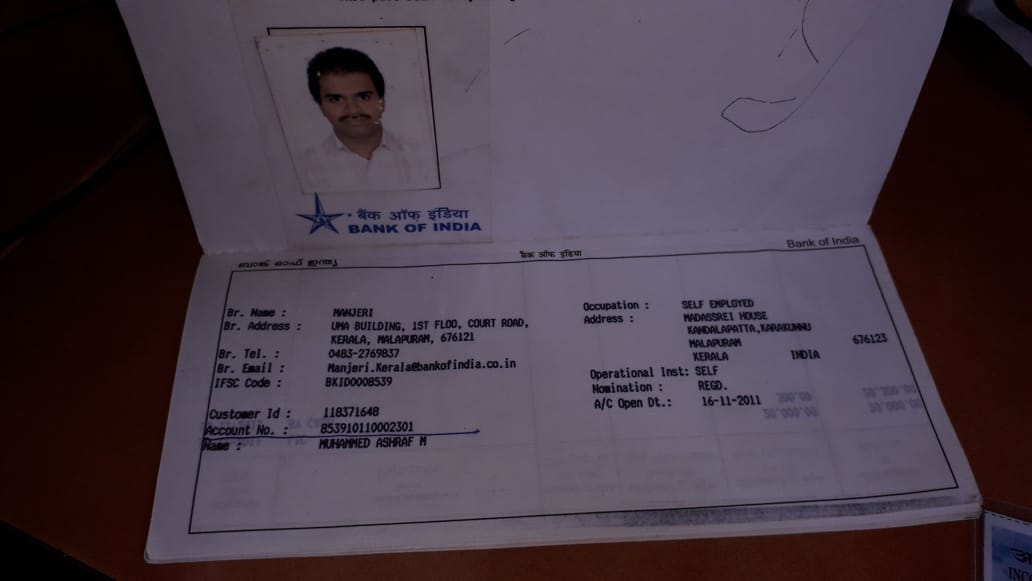 बैंक ऑफ इंडिया
BANK OF INDIA
ബാങ്ക് ഓഫ് ഇന്ത്യ
बैंक ऑफ इंडिया
Bank of India
Br. Name : MANJERI
Br. Address : UMA BUILDING, 1ST FLOO, COURT ROAD,
KERALA, MALAPURAM, 676121
Br. Tel. : 0483-2769837
Br. Email : Manjeri.Kerala@bankofindia.co.in
IFSC Code : BKID0008539
Customer Id : 118371648
Account No. : 853910110002301
Name : MUHAMMED ASHRAF M
Occupation : SELF EMPLOYED
Address : MADASSREI HOUSE
KANDALAPATTA,KARAKUNNU
MALAPURAM 676123
KERALA INDIA
Operational Inst: SELF
Nomination : REGD.
A/C Open Dt.: 16-11-2011